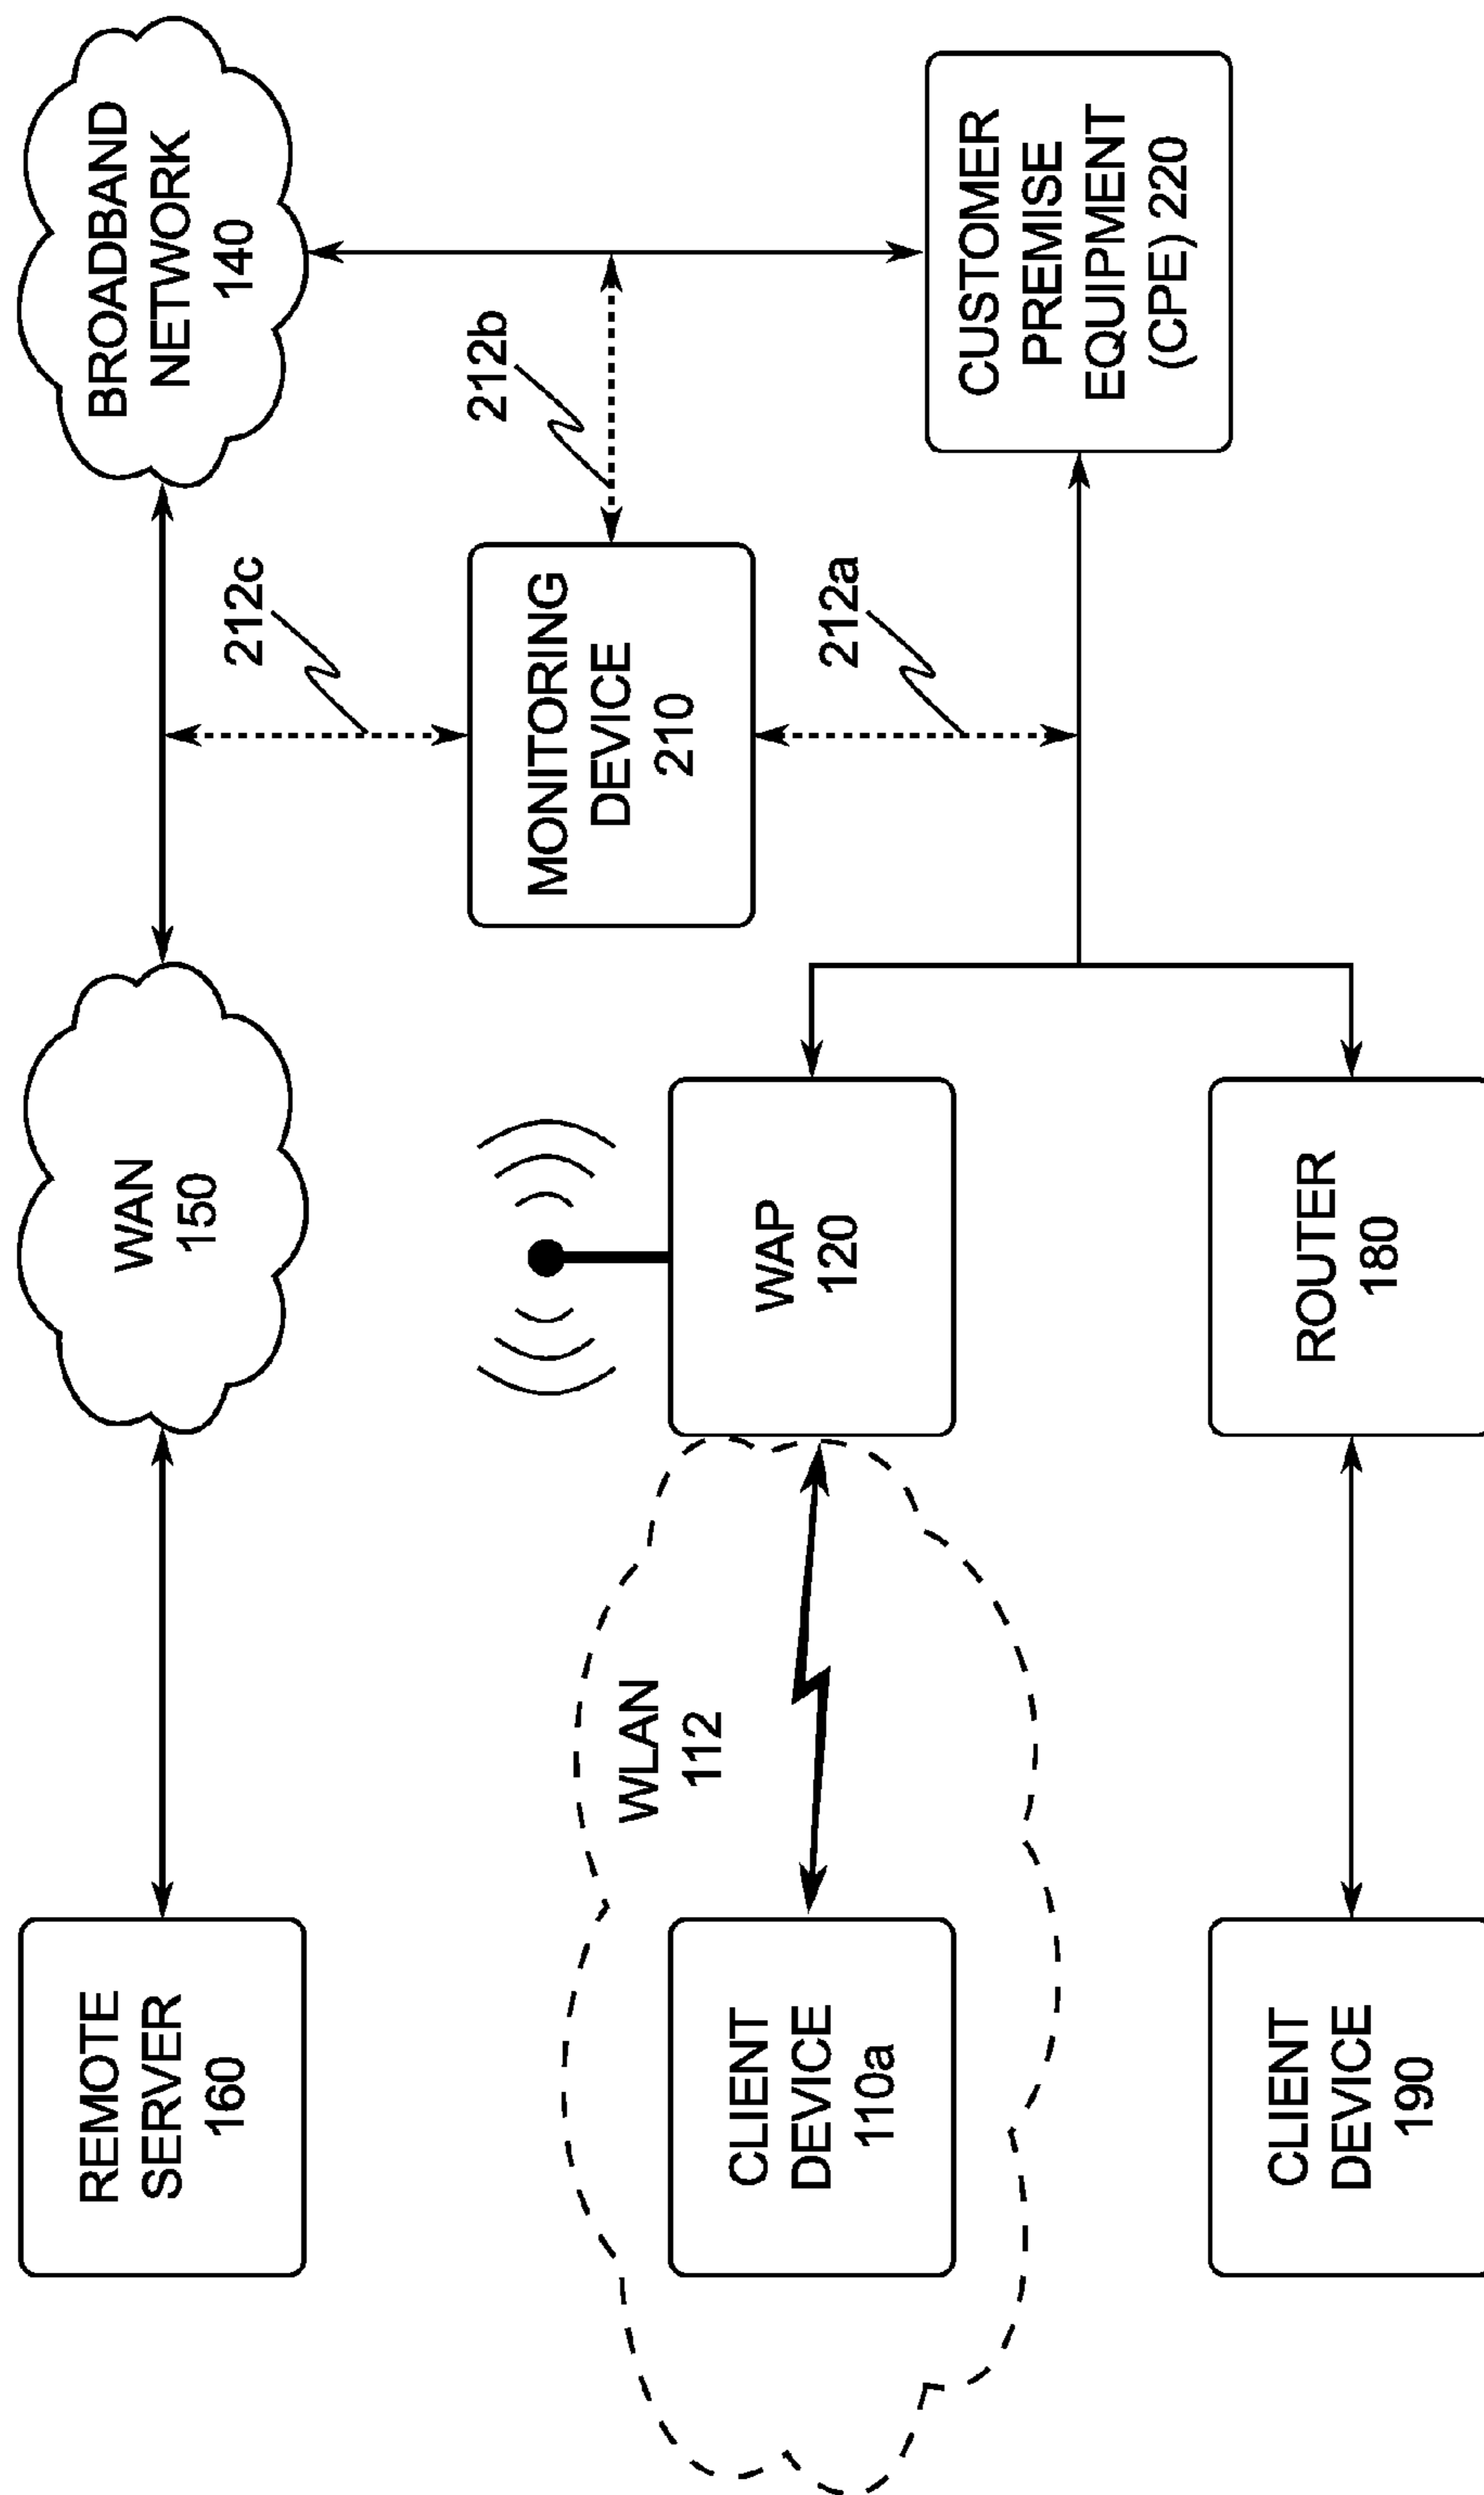 REMOTE
SERVER
160
WAN
150
BROADBAND
NETWORK
140
212c
212b
MONITORING
DEVICE
210
212a
WLAN
112
CLIENT
DEVICE
110a
WAP
120
CUSTOMER
PREMISE
EQUIPMENT
(CPE) 220
CLIENT
DEVICE
190
ROUTER
180